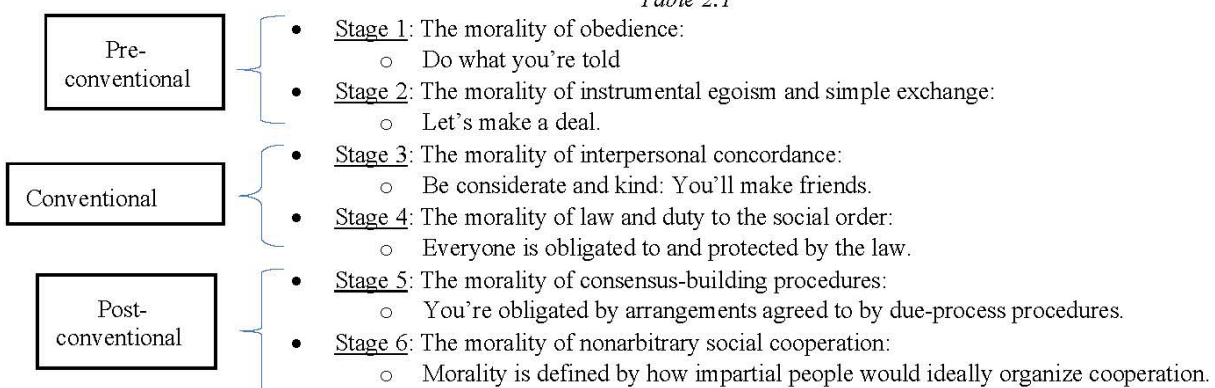 Table 2.1
Pre-
conventional
• Stage 1: The morality of obedience:
o Do what you're told
• Stage 2: The morality of instrumental egoism and simple exchange:
o Let's make a deal.
Conventional
• Stage 3: The morality of interpersonal concordance:
o Be considerate and kind: You'll make friends.
• Stage 4: The morality of law and duty to the social order:
o Everyone is obligated to and protected by the law.
Post-
conventional
• Stage 5: The morality of consensus-building procedures:
o You're obligated by arrangements agreed to by due-process procedures.
• Stage 6: The morality of nonarbitrary social cooperation:
o Morality is defined by how impartial people would ideally organize cooperation.